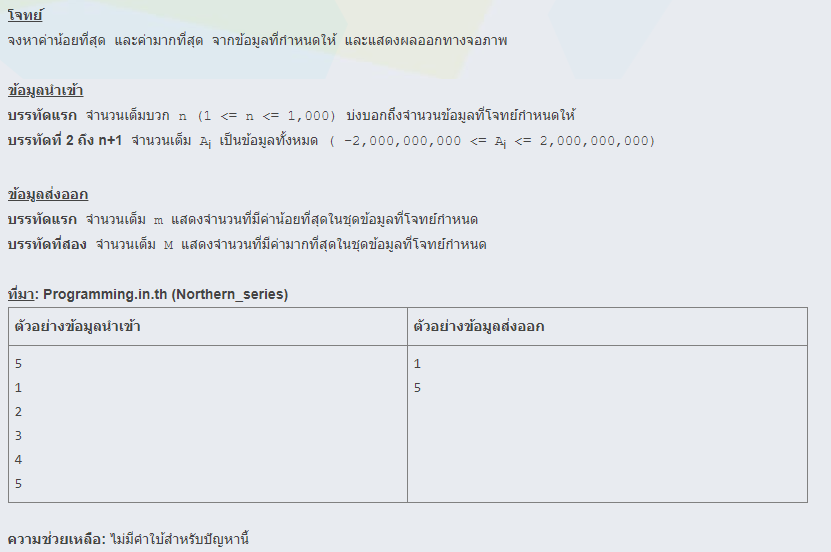 โจทย์
จงหาค่าน้อยที่สุด และค่ามากที่สุด จากข้อมูลที่กำหนดให้ และแสดงผลออกทางจอภาพ
ข้อมูลนำเข้า
บรรทัดแรก จำนวนเต็มบวก n (1 <= n <= 1,000) บ่งบอกถึงจำนวนข้อมูลที่โจทย์กำหนดให้
บรรทัดที่ 2 ถึง n+1 จำนวนเต็ม Ai เป็นข้อมูลทั้งหมด ( -2,000,000,000 <= Ai <= 2,000,000,000)
ข้อมูลส่งออก
บรรทัดแรก จำนวนเต็ม m แสดงจำนวนที่มีค่าน้อยที่สุดในชุดข้อมูลที่โจทย์กำหนด
บรรทัดที่สอง จำนวนเต็ม M แสดงจำนวนที่มีค่ามากที่สุดในชุดข้อมูลที่โจทย์กำหนด
ที่มา: Programming.in.th (Northern_series)
ตัวอย่างข้อมูลนำเข้า
5
1
2
3
4
5
ตัวอย่างข้อมูลส่งออก
1
5
ความช่วยเหลือ: ไม่มีคำใบ้สำหรับปัญหานี้